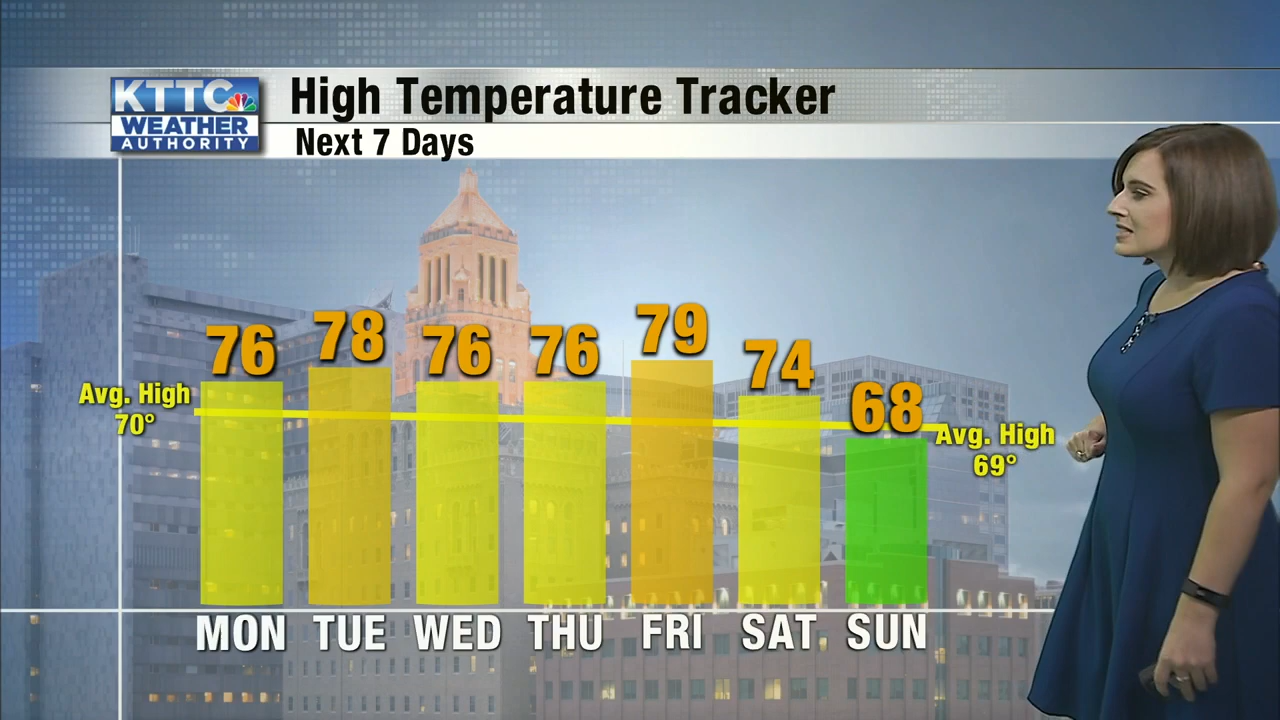 KTTC
WEATHER
AUTHORITY
High Temperature Tracker
Next 7 Days
76 78 76 76 79 74 68
Avg. High
70°
Avg. High
69°
MON TUE WED THU FRI SAT SUN